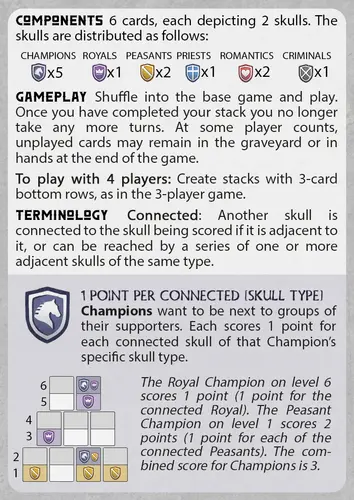 COMPONENTS 6 cards, each depicting 2 skulls. The
skulls are distributed as follows:
CHAMPIONS ROYALS PEASANTS PRIESTS ROMANTICS CRIMINALS
x5 x1 x2 x1 x2 x1
GAMEPLAY Shuffle into the base game and play.
Once you have completed your stack you no longer
take any more turns. At some player counts,
unplayed cards may remain in the graveyard or in
hands at the end of the game.
To play with 4 players: Create stacks with 3-card
bottom rows, as in the 3-player game.
TERMINOLOGY Connected: Another skull is
connected to the skull being scored if it is adjacent to
it, or can be reached by a series of one or more
adjacent skulls of the same type.
1 POINT PER CONNECTED [SKULL TYPE]
Champions want to be next to groups of
their supporters. Each scores 1 point for
each connected skull of that Champion's
specific skull type.
6
5
4
3
2
1
The Royal Champion on level 6
scores 1 point (1 point for the
connected Royal). The Peasant
Champion on level 1 scores 2
points (1 point for each of the
connected Peasants). The com-
bined score for Champions is 3.